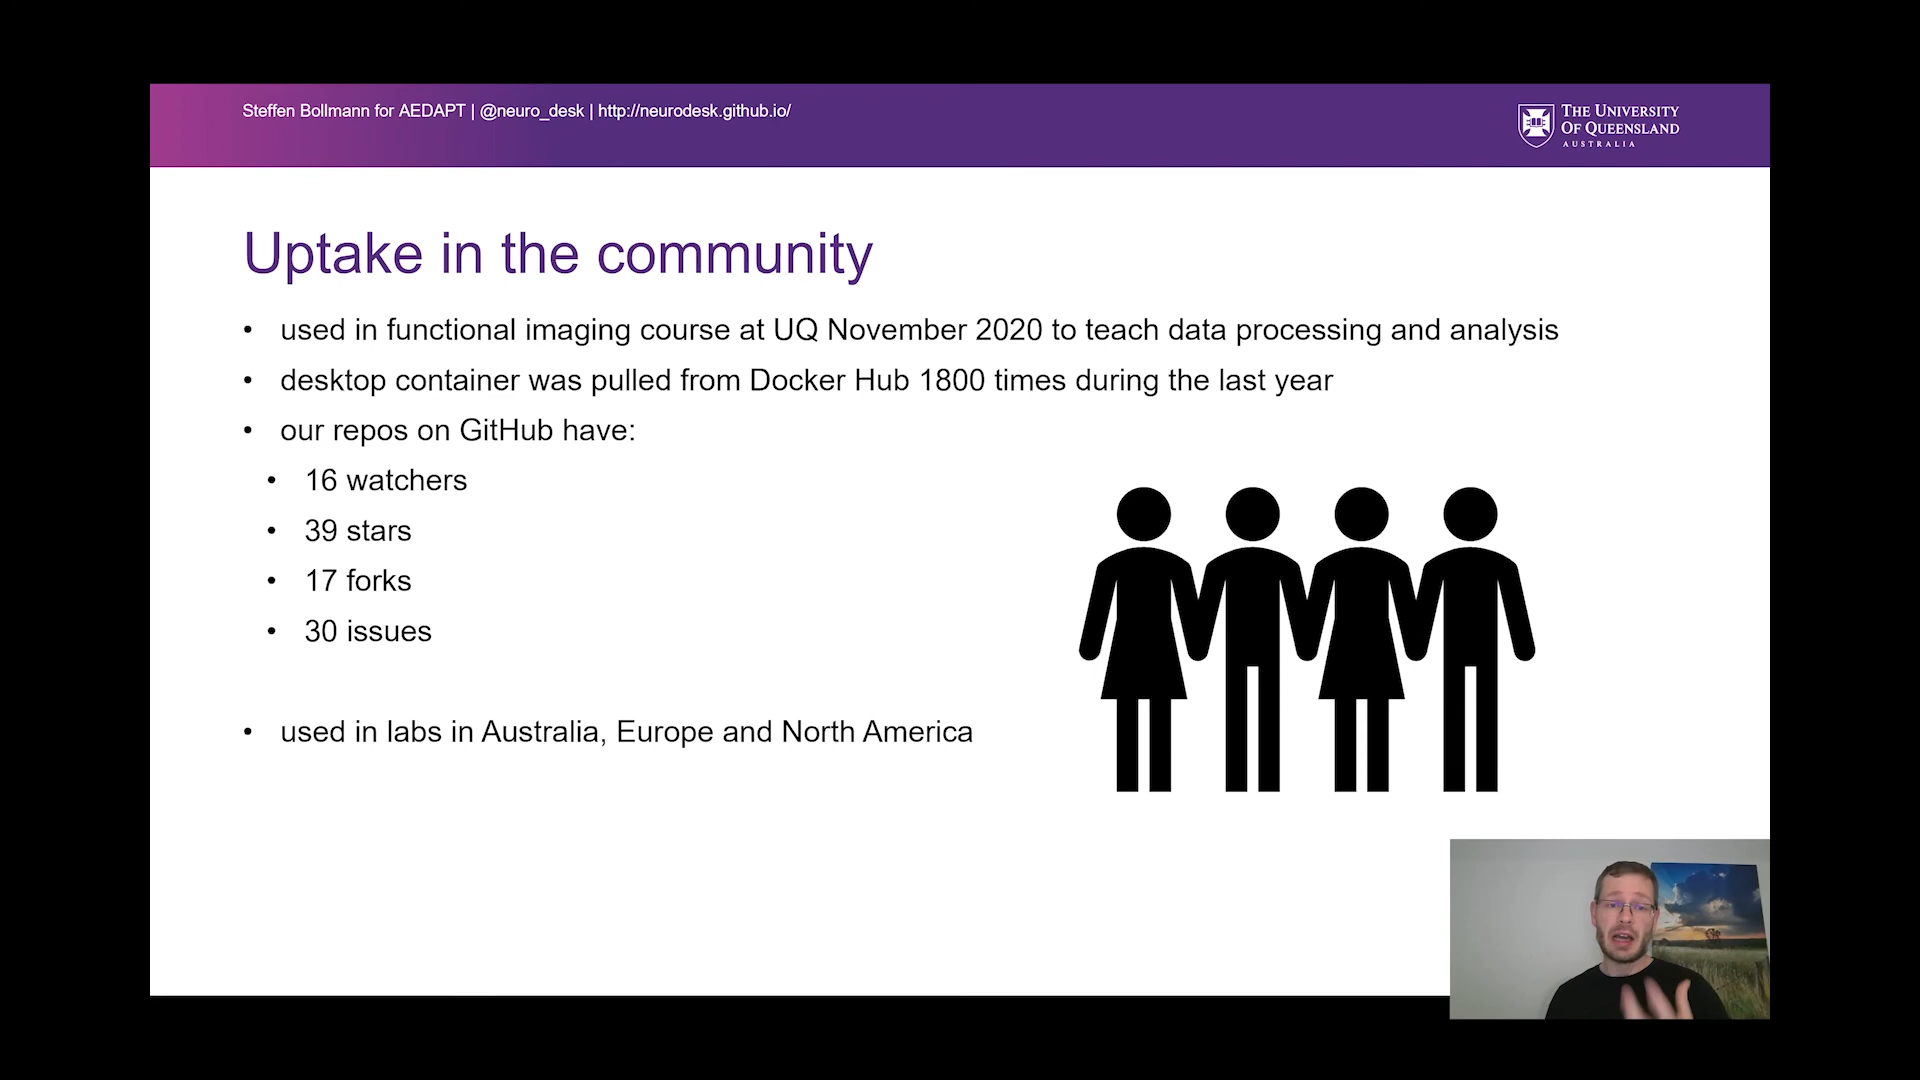 Steffen Bollmann for AEDAPT | @neuro_desk | http://neurodesk.github.io/
THE UNIVERSITY
OF QUEENSLAND
AUSTRALIA
Uptake in the community
• used in functional imaging course at UQ November 2020 to teach data processing and analysis
• desktop container was pulled from Docker Hub 1800 times during the last year
• our repos on GitHub have:
• 16 watchers
• 39 stars
• 17 forks
• 30 issues
• used in labs in Australia, Europe and North America